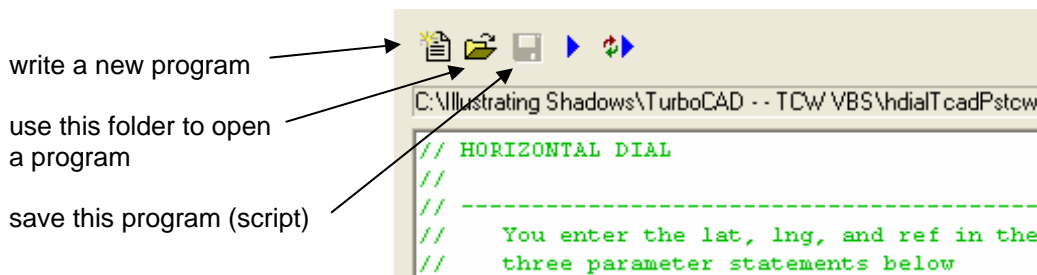 write a new program
use this folder to open
a program
save this program (script)
C:\Illustrating Shadows\TurboCAD -- TCW VBS\hdialTcadPstcw
// HORIZONTAL DIAL
//
// -----------------------------------------
// You enter the lat, lng, and ref in the
// three parameter statements below